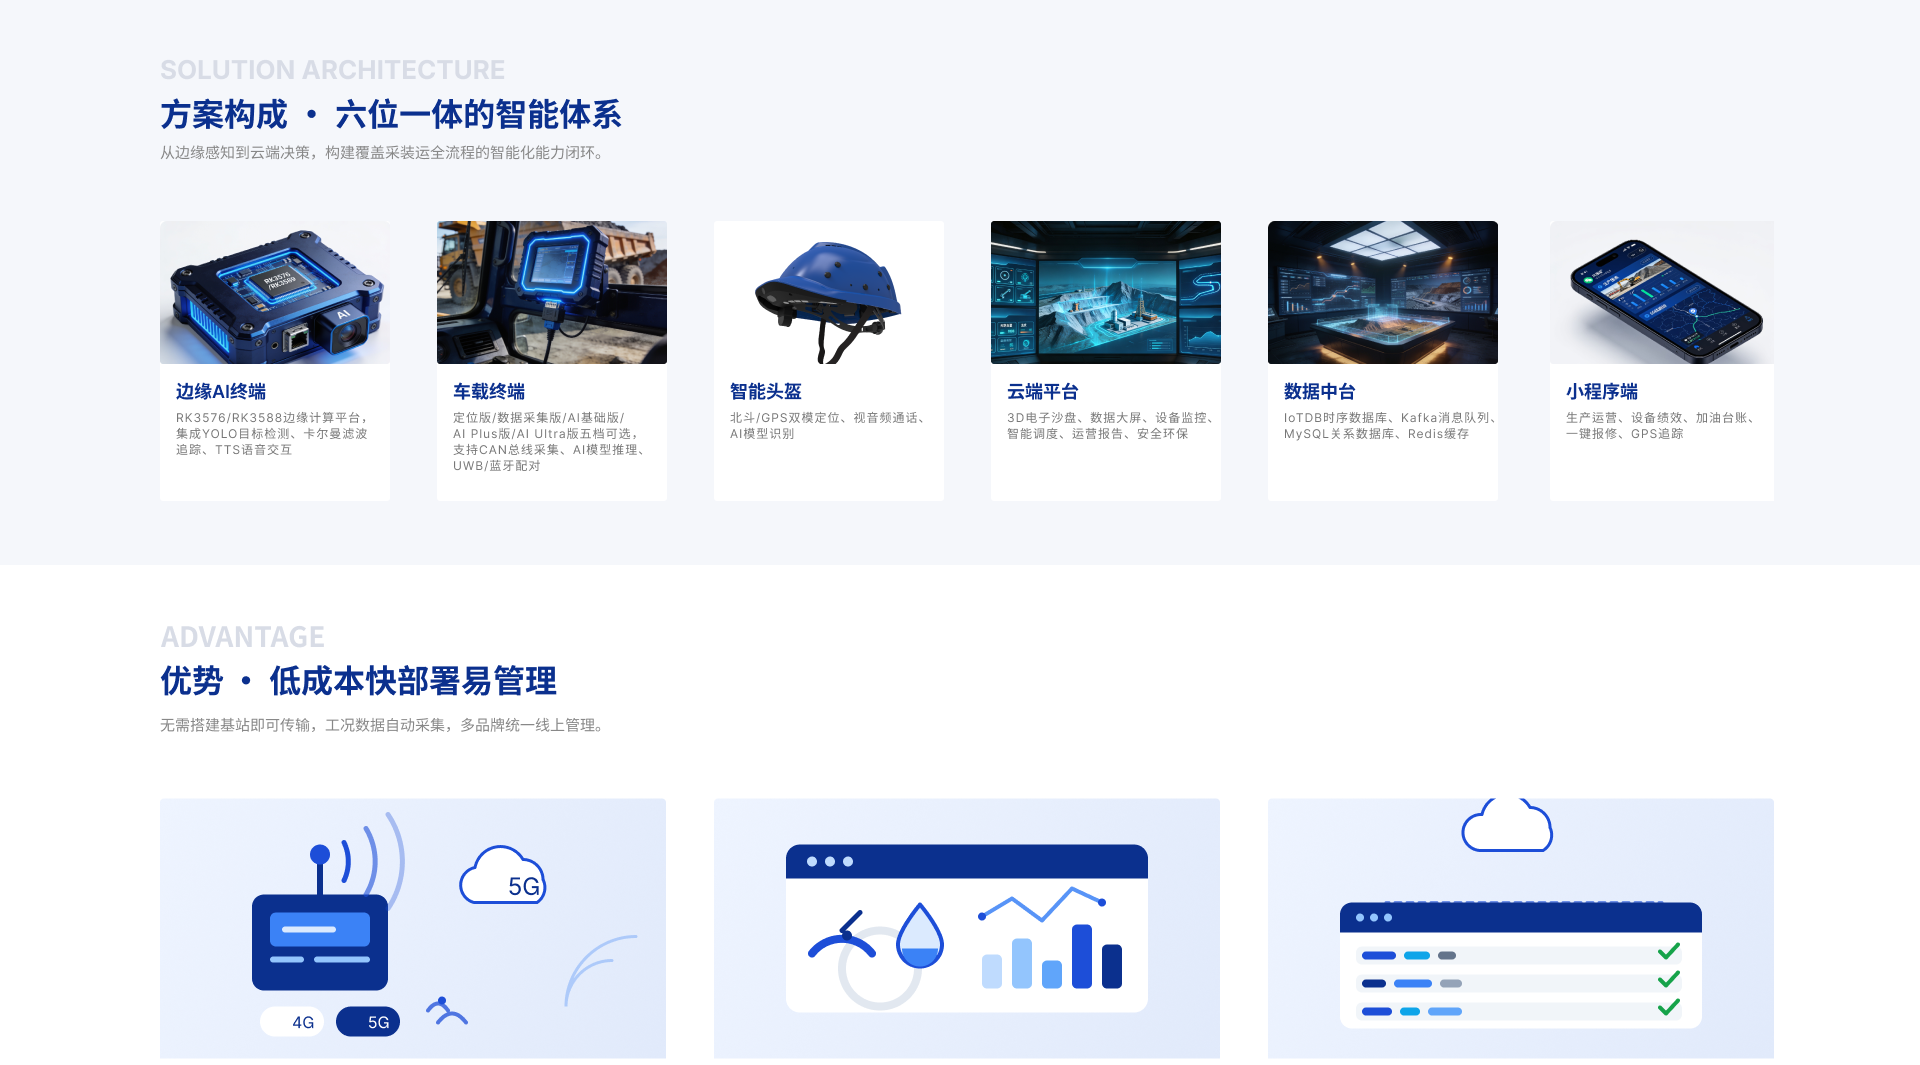 SOLUTION ARCHITECTURE
方案构成 · 六位一体的智能体系
从边缘感知到云端决策，构建覆盖采装运全流程的智能化能力闭环。
RK3576
/RK3588
AI
边缘AI终端
RK3576/RK3588边缘计算平台，
集成YOLO目标检测、卡尔曼滤波
追踪、TTS语音交互
车载终端
定位版/数据采集版/AI基础版/
AI Plus版/AI Ultra版五档可选，
支持CAN总线采集、AI模型推理、
UWB/蓝牙配对
智能头盔
北斗/GPS双模定位、视音频通话、
AI模型识别
云端平台
3D电子沙盘、数据大屏、设备监控、
智能调度、运营报告、安全环保
数据中台
IoTDB时序数据库、Kafka消息队列、
MySQL关系数据库、Redis缓存
小程序端
生产运营、设备绩效、加油台账、
一键报修、GPS追踪
ADVANTAGE
优势 · 低成本快部署易管理
无需搭建基站即可传输，工况数据自动采集，多品牌统一线上管理。
5G
4G
5G